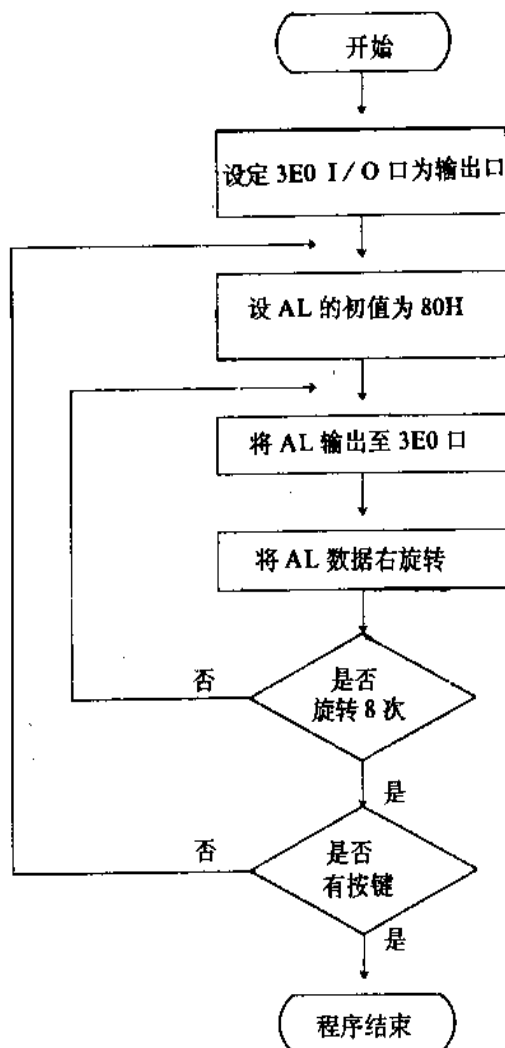 开始
设定 3E0 I/O 口为输出口
设 AL 的初值为 80H
将 AL 输出至 3E0 口
将 AL 数据右旋转
否
是否
旋转 8 次
是
否
是否
有按键
是
程序结束